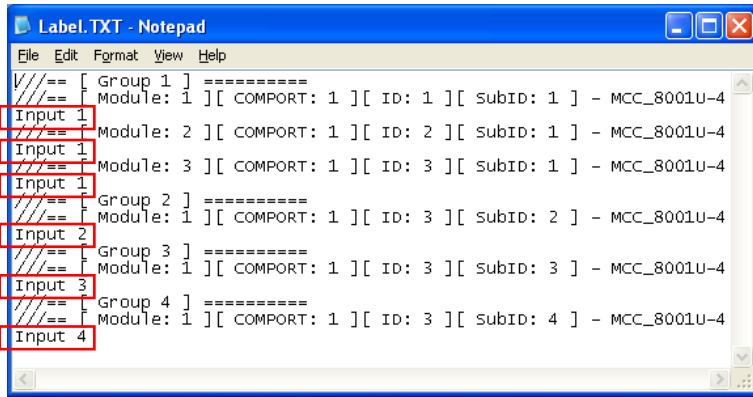 Label.TXT - Notepad
File Edit Format View Help
////== [ Group 1 ] ==========
////== [ Module: 1 ][ COMPORT: 1 ][ ID: 1 ][ SubID: 1 ] - MCC_8001U-4
Input 1
////== [ Module: 2 ][ COMPORT: 1 ][ ID: 2 ][ SubID: 1 ] - MCC_8001U-4
Input 1
////== [ Module: 3 ][ COMPORT: 1 ][ ID: 3 ][ SubID: 1 ] - MCC_8001U-4
Input 1
////== [ Group 2 ] ==========
////== [ Module: 1 ][ COMPORT: 1 ][ ID: 3 ][ SubID: 2 ] - MCC_8001U-4
Input 2
////== [ Group 3 ] ==========
////== [ Module: 1 ][ COMPORT: 1 ][ ID: 3 ][ SubID: 3 ] - MCC_8001U-4
Input 3
////== [ Group 4 ] ==========
////== [ Module: 1 ][ COMPORT: 1 ][ ID: 3 ][ SubID: 4 ] - MCC_8001U-4
Input 4